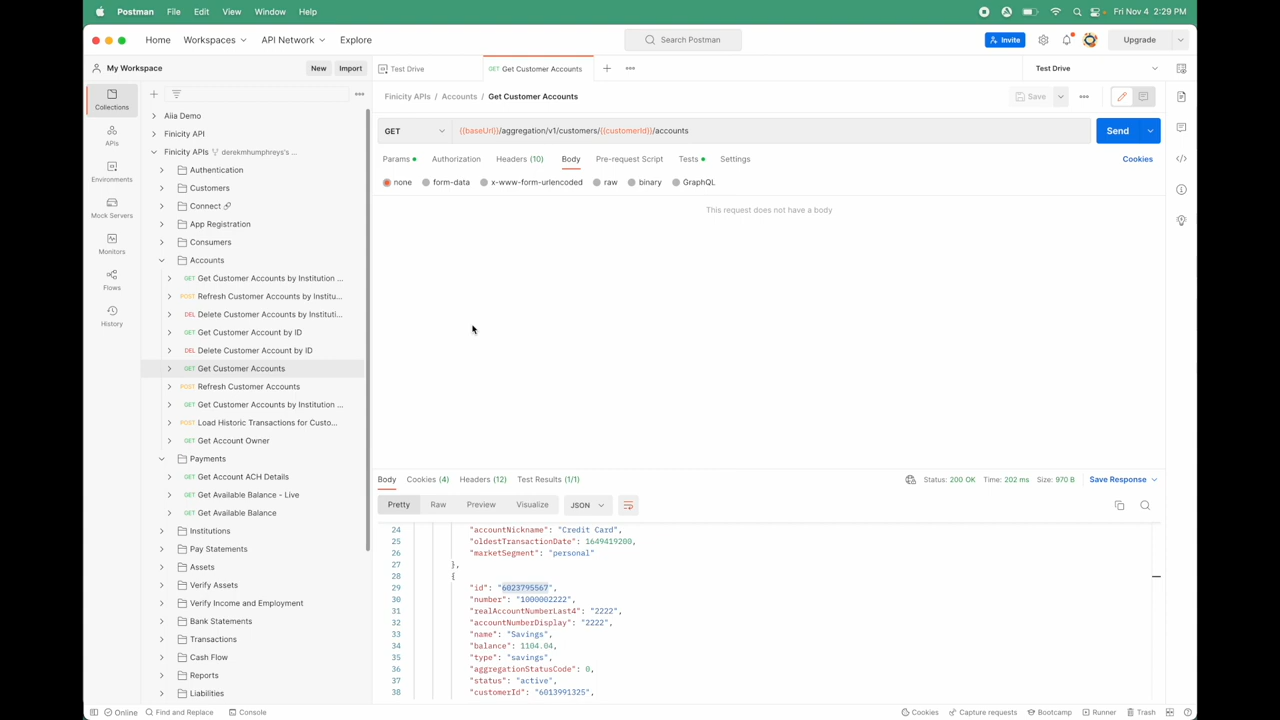 Postman File Edit View Window Help Fri Nov 4 2:29 PM
Home Workspaces API Network Explore Search Postman Invite Upgrade
My Workspace New Import Test Drive GET Get Customer Accounts Test Drive
Collections
APIs
Environments
Mock Servers
Monitors
Flows
History
Aiia Demo
Finicity API
Finicity APIs derekmhumphreys's ...
Authentication
Customers
Connect
App Registration
Consumers
Accounts
GET Get Customer Accounts by Institution ...
POST Refresh Customer Accounts by Institu...
DEL Delete Customer Accounts by Instituti...
GET Get Customer Account by ID
DEL Delete Customer Account by ID
GET Get Customer Accounts
POST Refresh Customer Accounts
GET Get Customer Accounts by Institution ...
POST Load Historic Transactions for Custo...
GET Get Account Owner
Payments
GET Get Account ACH Details
GET Get Available Balance - Live
GET Get Available Balance
Institutions
Pay Statements
Assets
Verify Assets
Verify Income and Employment
Bank Statements
Transactions
Cash Flow
Reports
Liabilities
Finicity APIs / Accounts / Get Customer Accounts Save
GET {{baseUrl}}/aggregation/v1/customers/{{customerId}}/accounts Send
Params Authorization Headers (10) Body Pre-request Script Tests Settings Cookies
none form-data x-www-form-urlencoded raw binary GraphQL
This request does not have a body
Body Cookies (4) Headers (12) Test Results (1/1) Status: 200 OK Time: 202 ms Size: 970 B Save Response
Pretty Raw Preview Visualize JSON
24 "accountNickname": "Credit Card",
25 "oldestTransactionDate": 1649419200,
26 "marketSegment": "personal"
27 },
28 {
29 "id": "6023795567",
30 "number": "1000002222",
31 "realAccountNumberLast4": "2222",
32 "accountNumberDisplay": "2222",
33 "name": "Savings",
34 "balance": 1104.04,
35 "type": "savings",
36 "aggregationStatusCode": 0,
37 "status": "active",
38 "customerId": "6013991325",
Online Find and Replace Console Cookies Capture requests Bootcamp Runner Trash